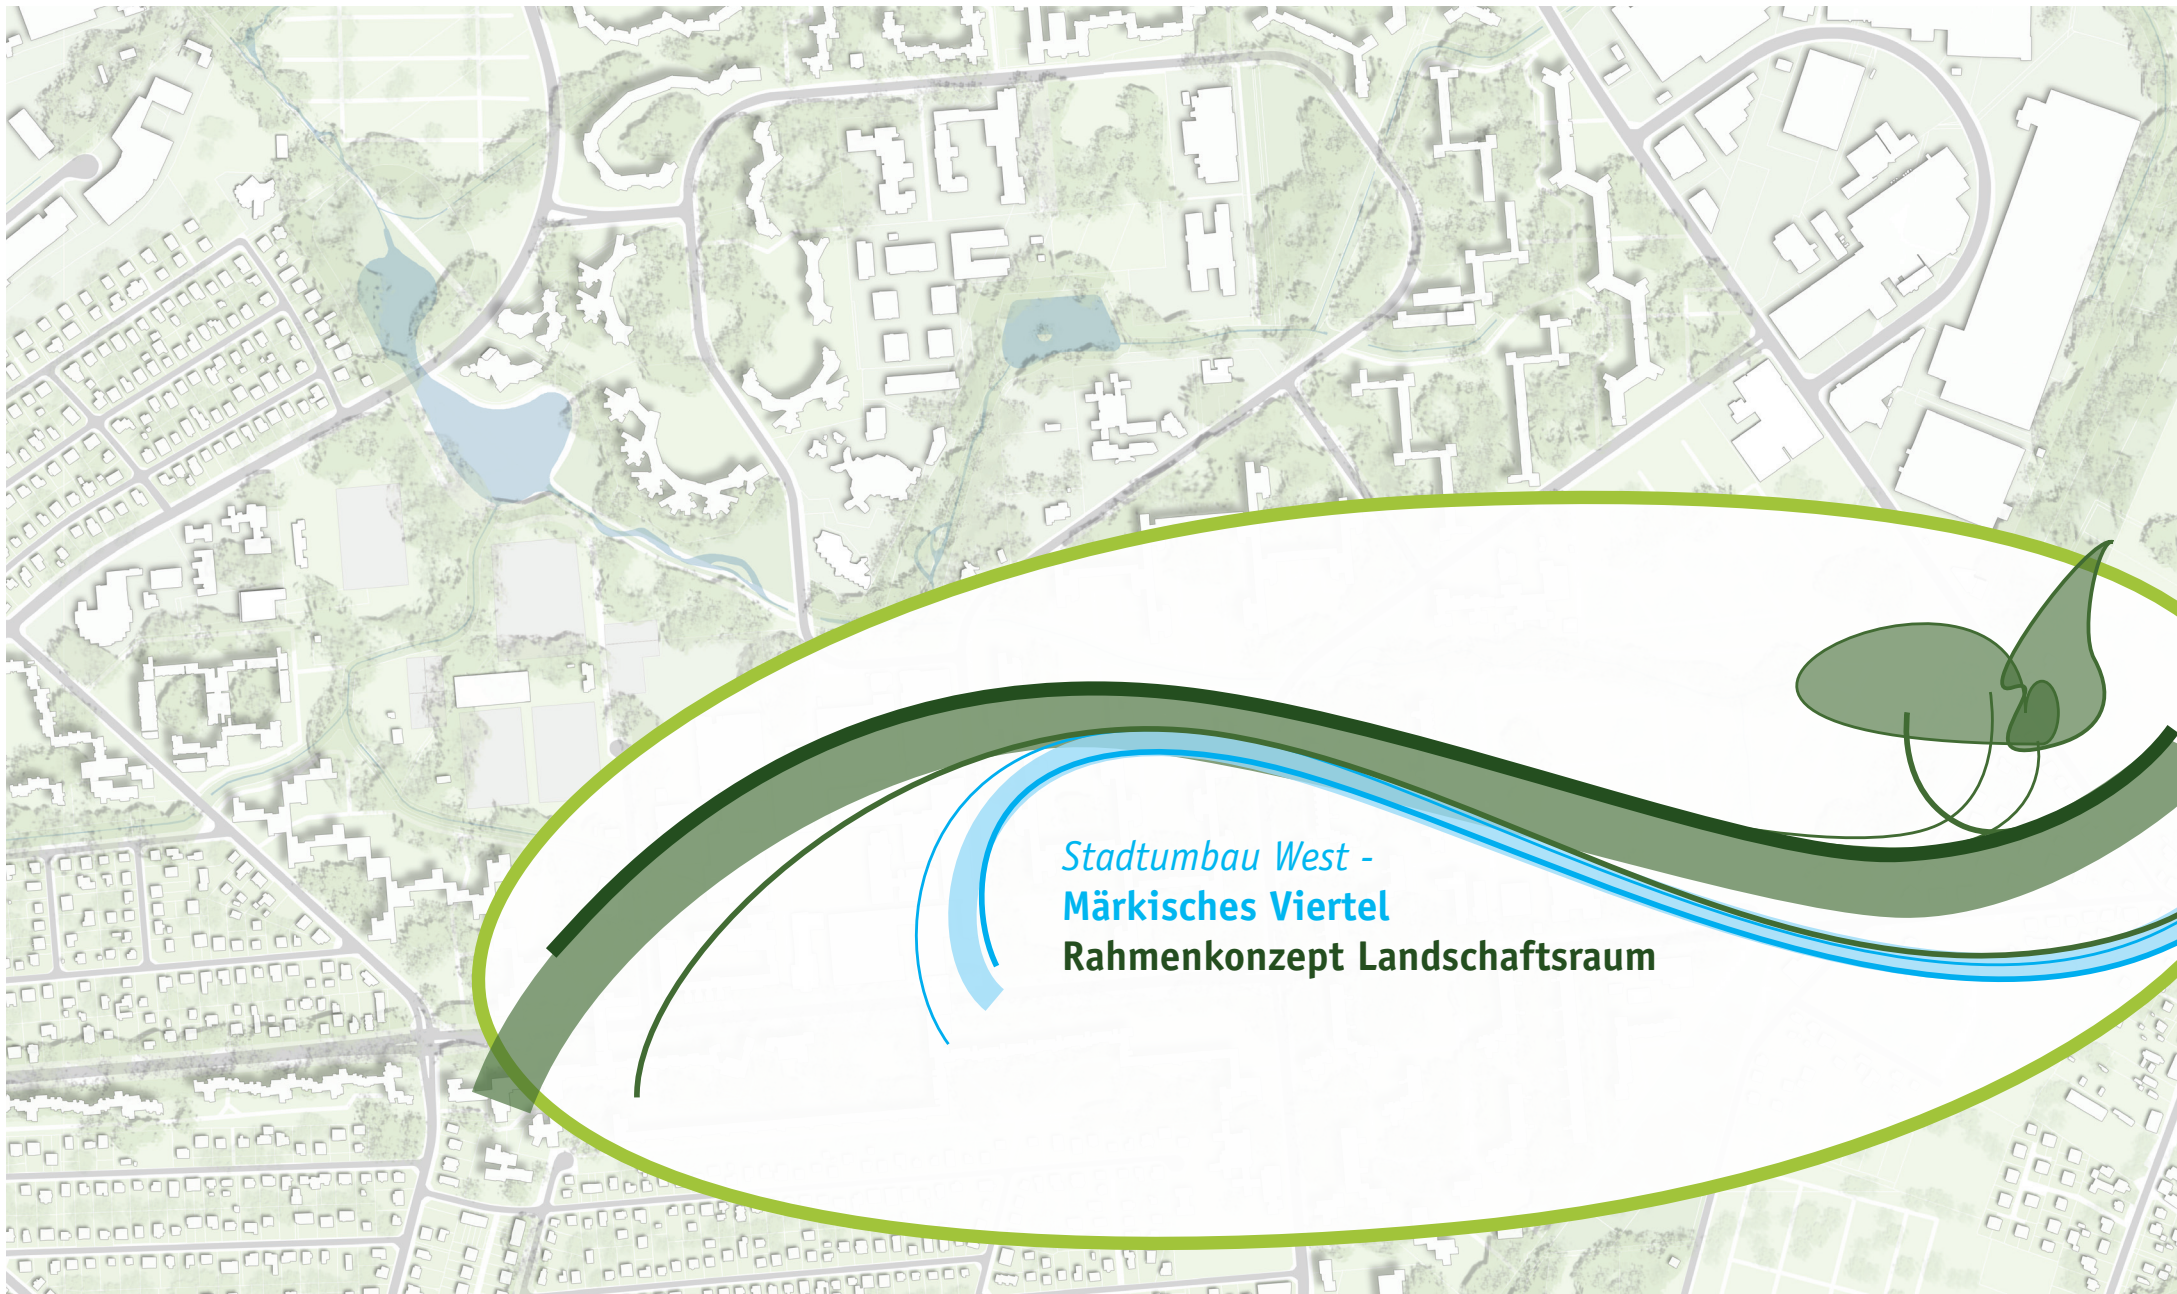 Stadtumbau West -
Märkisches Viertel
Rahmenkonzept Landschaftsraum